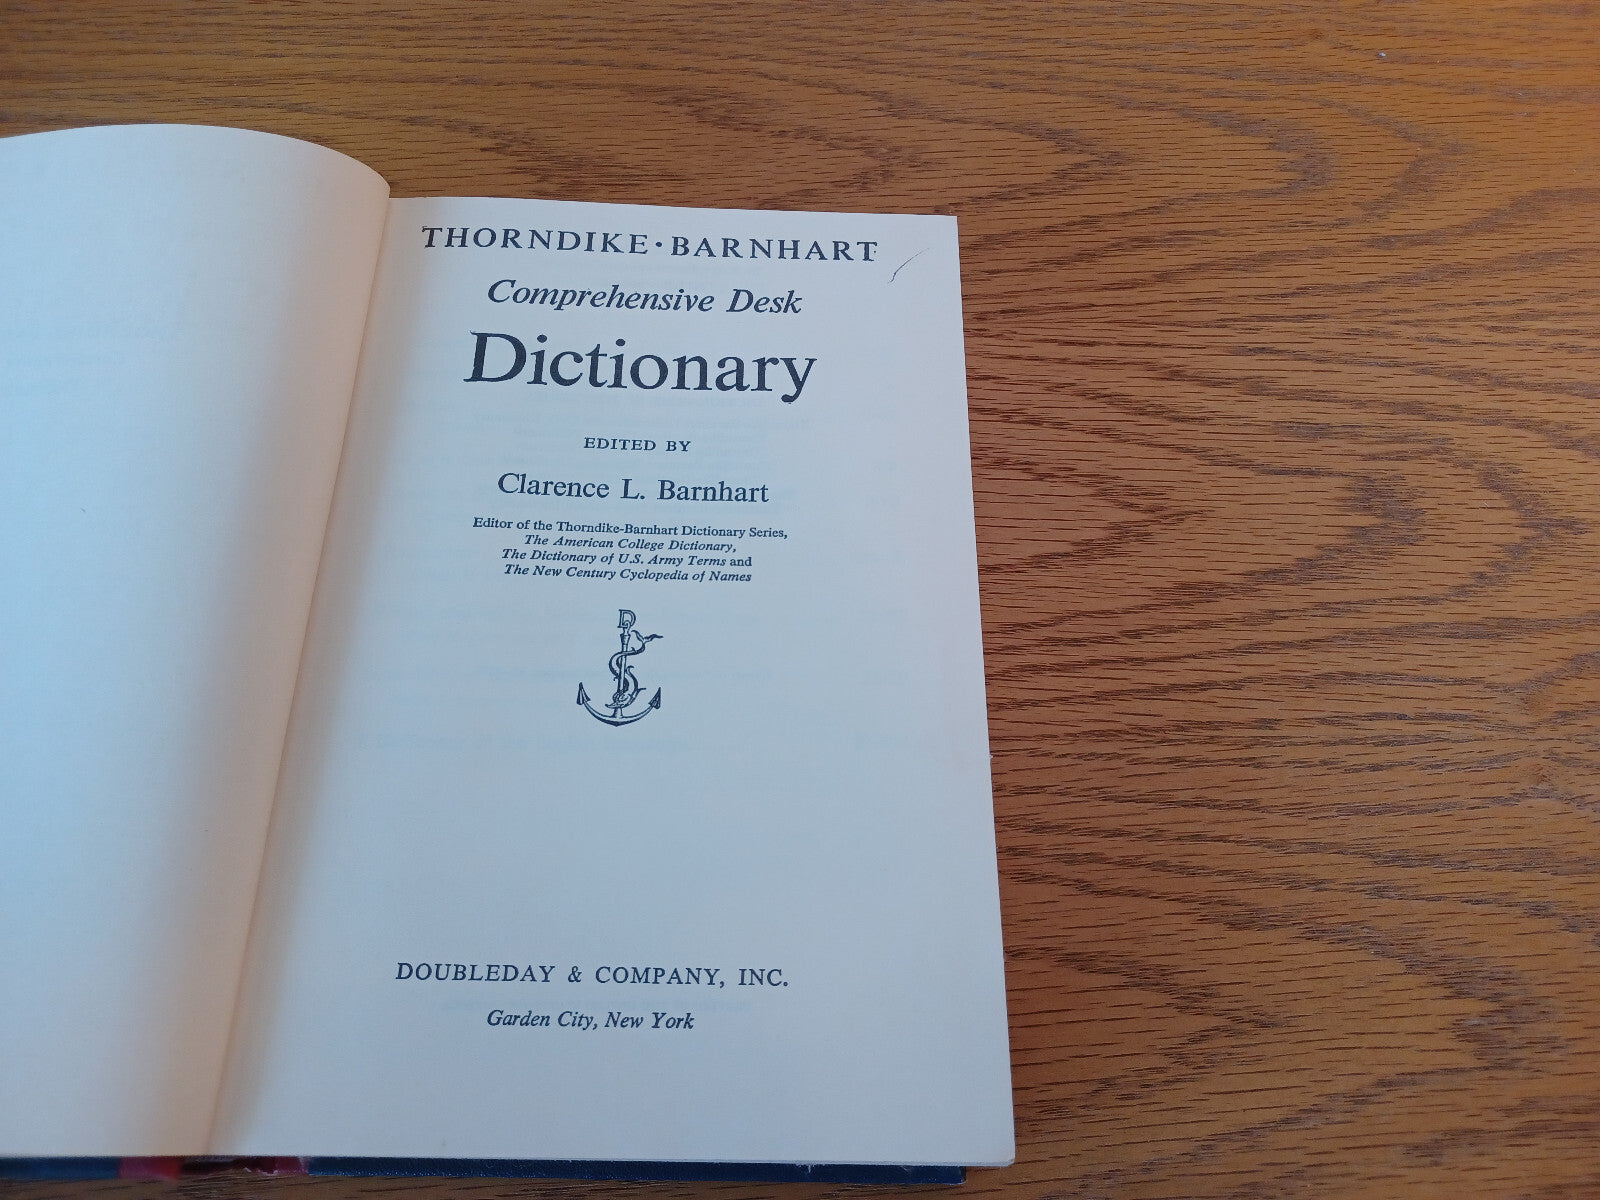 THORNDIKE • BARNHART
Comprehensive Desk
Dictionary
EDITED BY
Clarence L. Barnhart
Editor of the Thorndike-Barnhart Dictionary Series,
The American College Dictionary,
The Dictionary of U.S. Army Terms and
The New Century Cyclopedia of Names
D
DOUBLEDAY & COMPANY, INC.
Garden City, New York